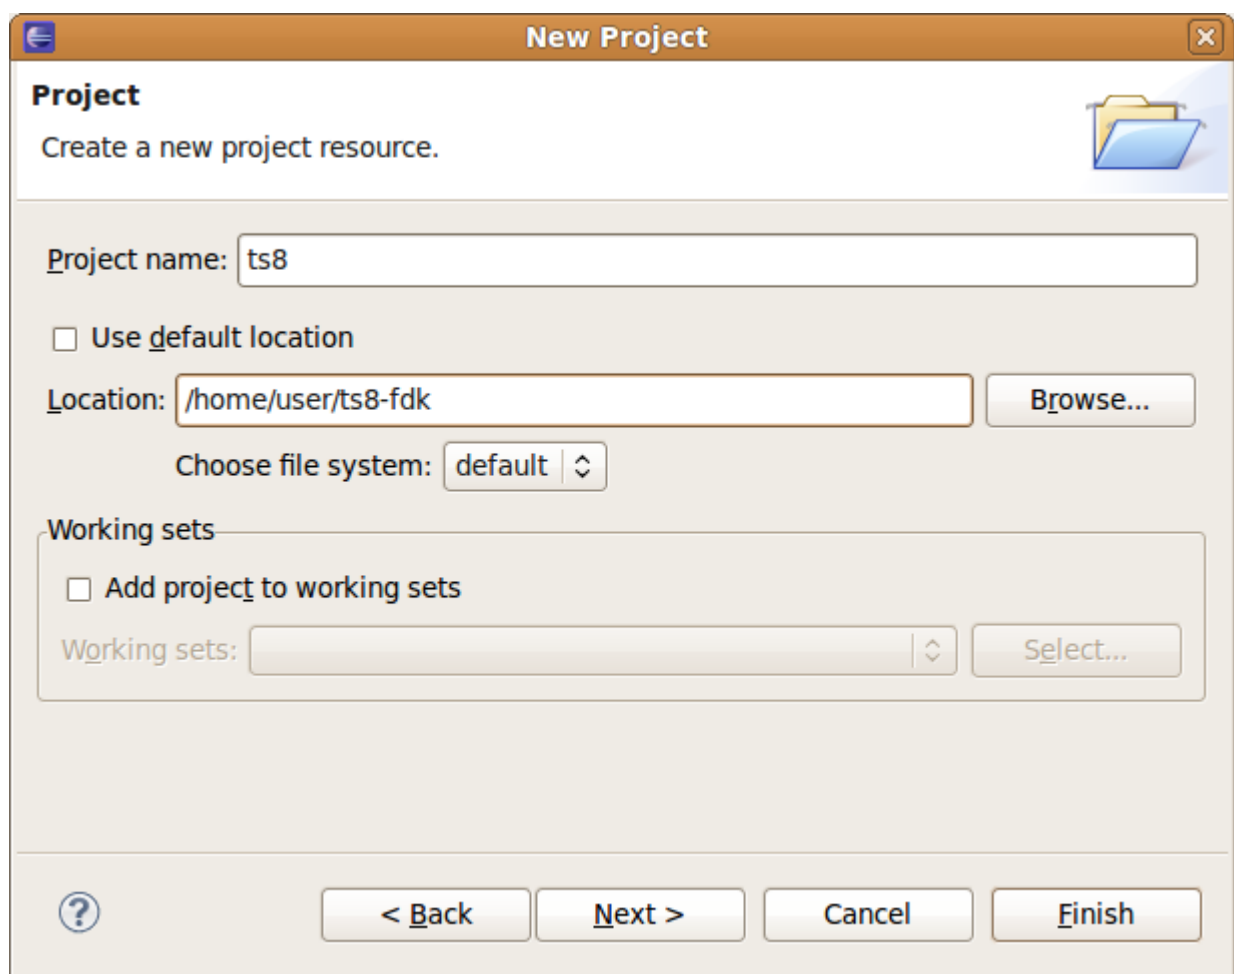 New Project
Project
Create a new project resource.
Project name: ts8
Use default location
Location: /home/user/ts8-fdk Browse...
Choose file system: default
Working sets
Add project to working sets
Working sets: Select...
? < Back Next > Cancel Finish